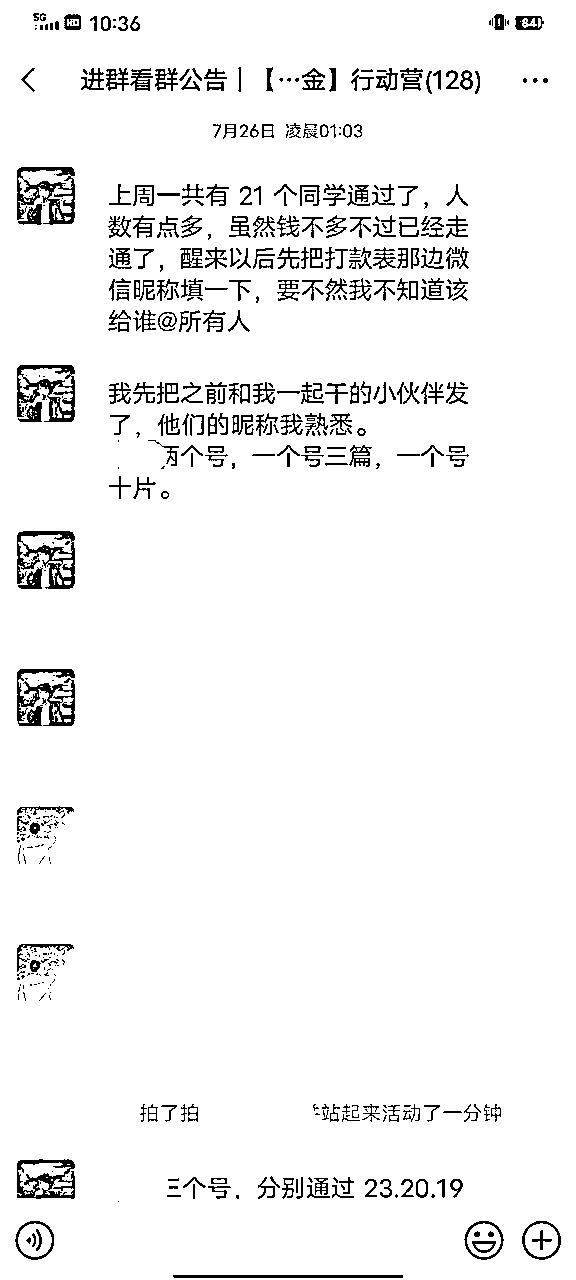 5G HD 10:36 84
进群看群公告｜【…金】行动营(128)
7月26日 凌晨01:03
上周一共有 21 个同学通过了，人
数有点多，虽然钱不多不过已经走
通了，醒来以后先把打款表那边微
信昵称填一下，要不然我不知道该
给谁@所有人
我先把之前和我一起干的小伙伴发
了，他们的昵称我熟悉。
两个号，一个号三篇，一个号
十片。
拍了拍 站起来活动了一分钟
三个号，分别通过 23.20.19